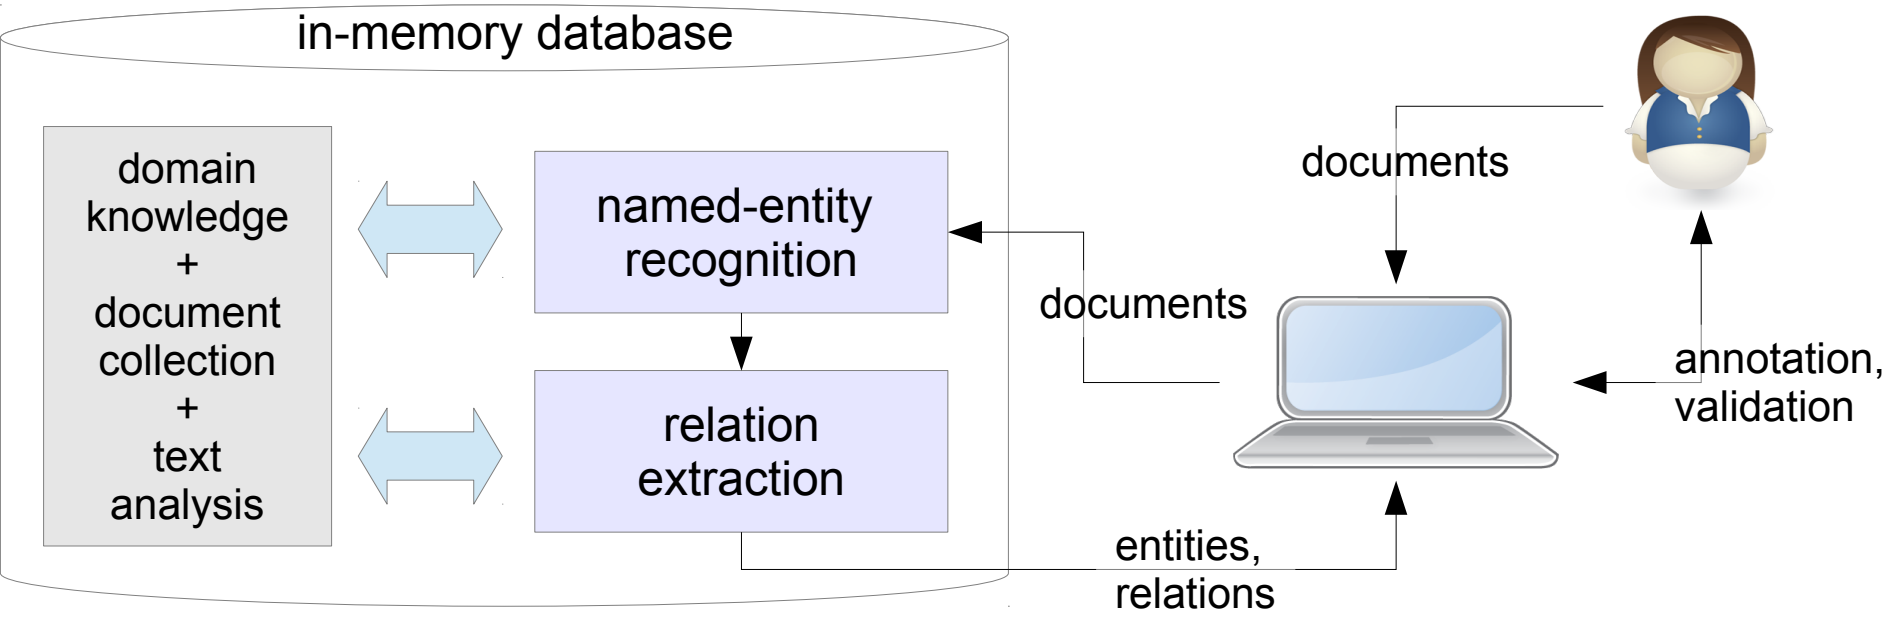 in-memory database
domain
knowledge
+
document
collection
+
text
analysis
named-entity
recognition
relation
extraction
documents
documents
annotation,
validation
entities,
relations